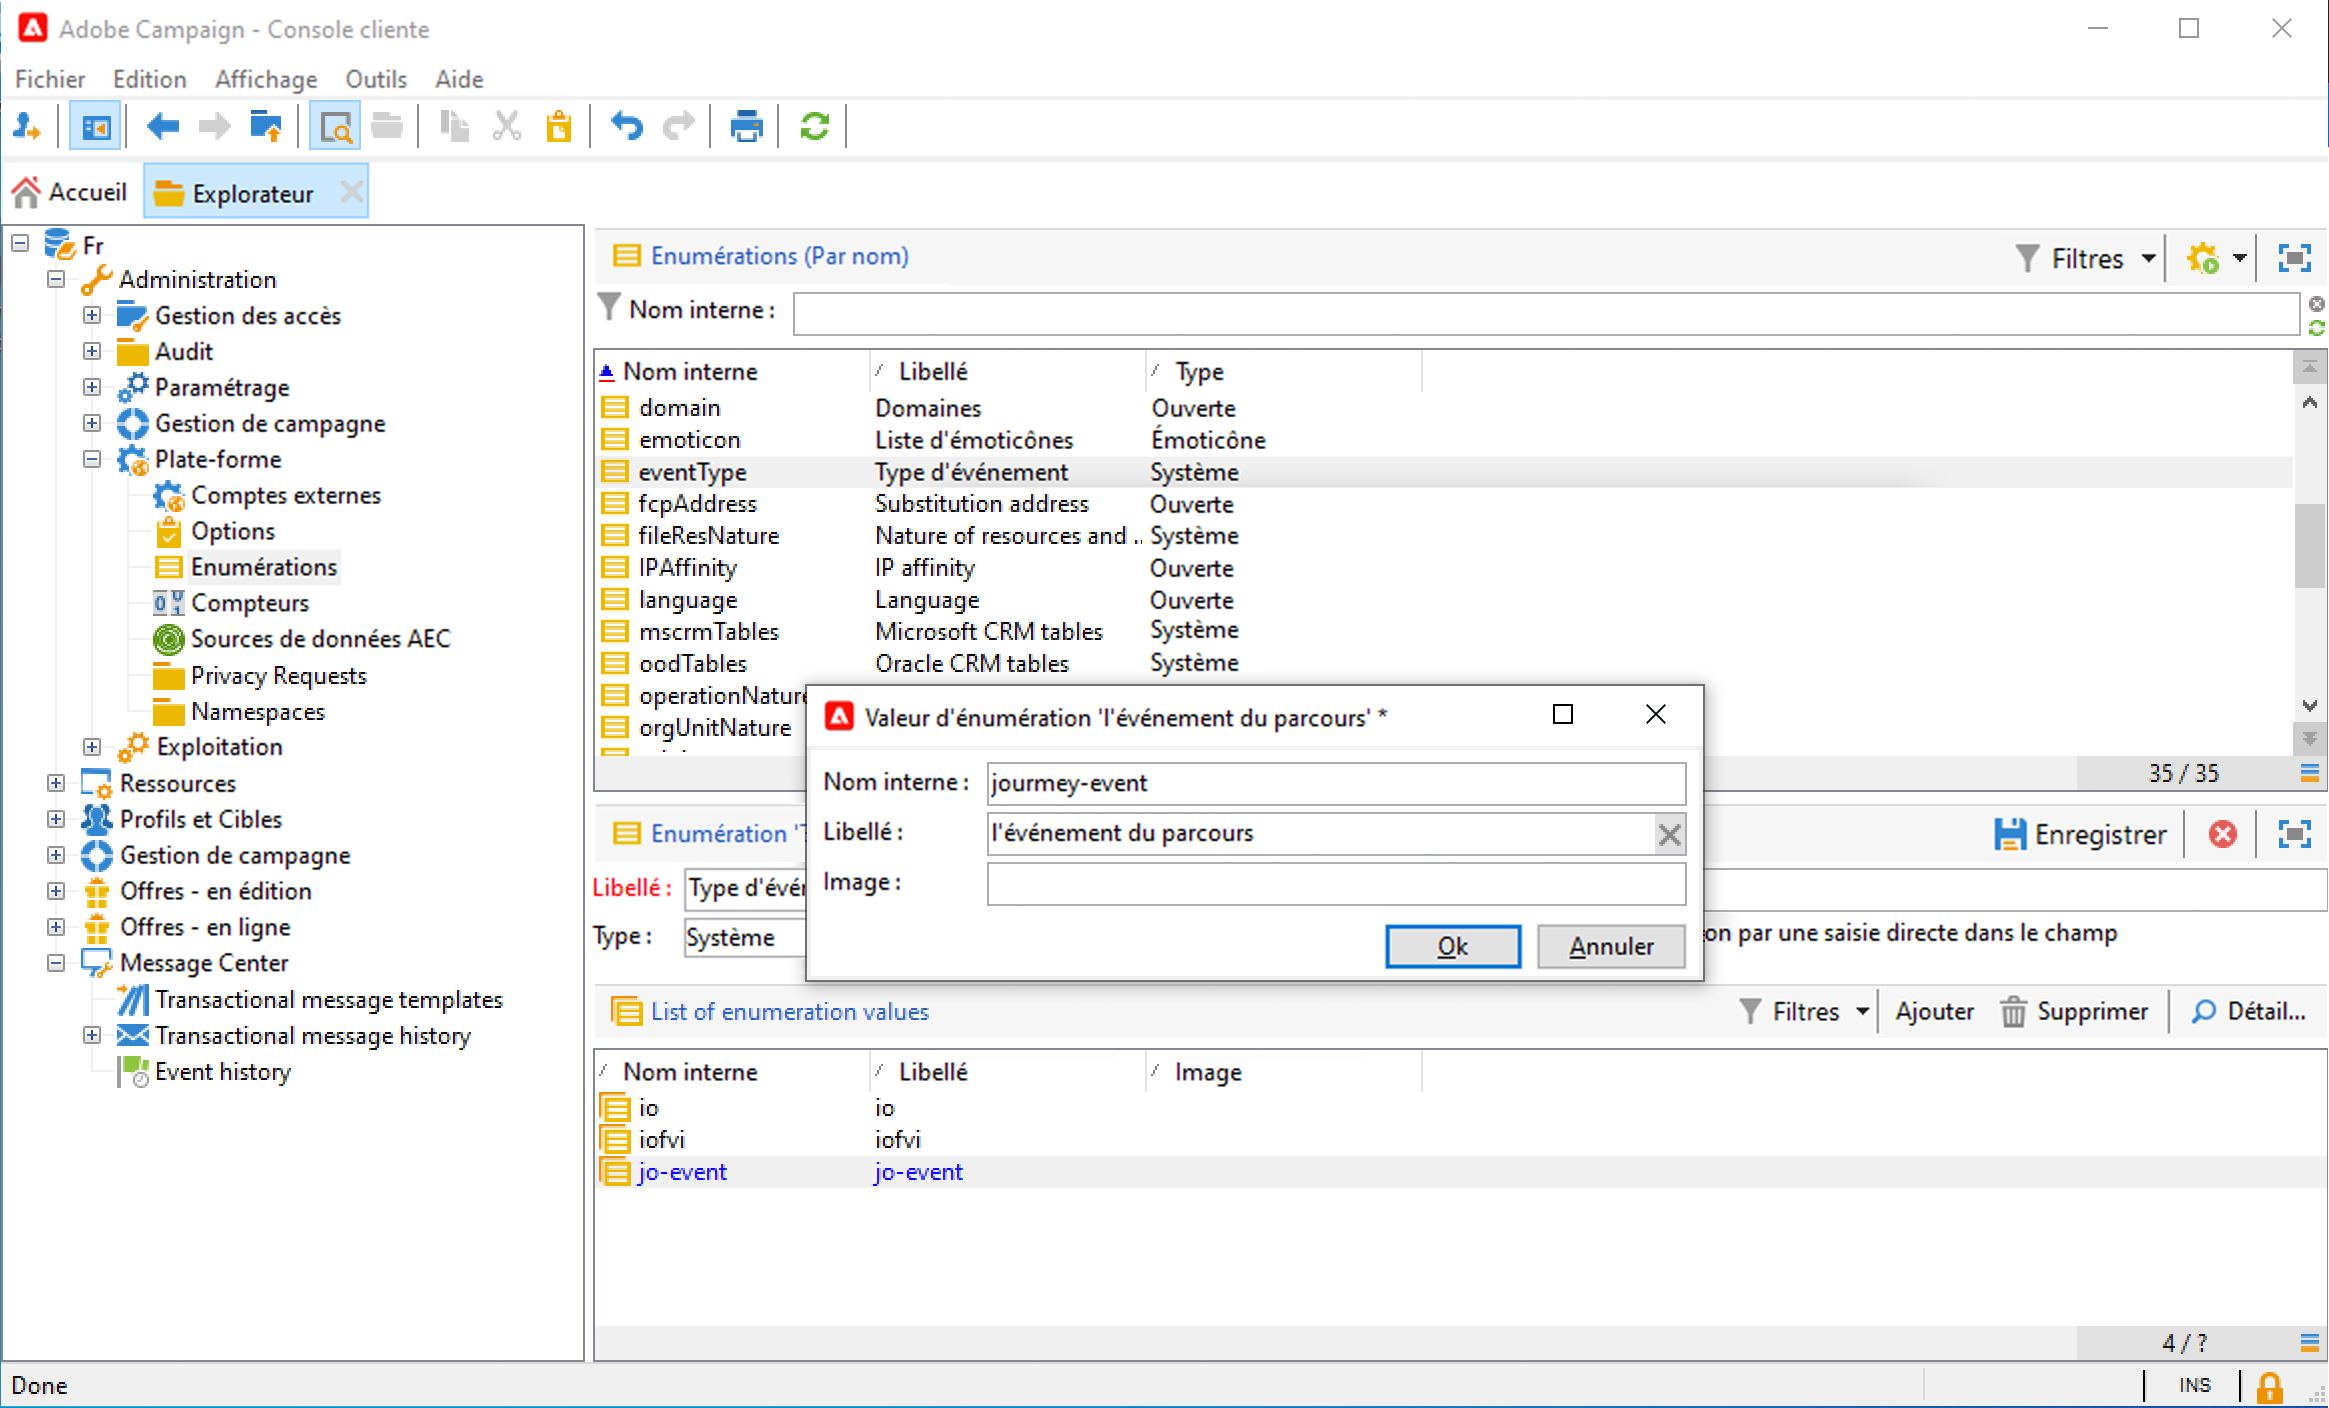 Adobe Campaign - Console cliente
Fichier Edition Affichage Outils Aide
Accueil Explorateur
Fr
Administration
Gestion des accès
Audit
Paramétrage
Gestion de campagne
Plate-forme
Comptes externes
Options
Enumérations
Compteurs
Sources de données AEC
Privacy Requests
Namespaces
Exploitation
Ressources
Profils et Cibles
Gestion de campagne
Offres - en édition
Offres - en ligne
Message Center
Transactional message templates
Transactional message history
Event history
Enumérations (Par nom) Filtres
Nom interne :
Nom interne Libellé Type
domain Domaines Ouverte
emoticon Liste d'émoticônes Émoticône
eventType Type d'événement Système
fcpAddress Substitution address Ouverte
fileResNature Nature of resources and .. Système
IPAffinity IP affinity Ouverte
language Language Ouverte
mscrmTables Microsoft CRM tables Système
oodTables Oracle CRM tables Système
operationNature
orgUnitNature
35 / 35
Valeur d'énumération 'l'événement du parcours' *
Nom interne : jourmey-event
Libellé : l'événement du parcours
Image :
Ok Annuler
Enumération 'T Enregistrer
Libellé : Type d'évén
Type : Système on par une saisie directe dans le champ
List of enumeration values Filtres Ajouter Supprimer Détail...
Nom interne Libellé Image
io io
iofvi iofvi
jo-event jo-event
4 / ?
Done INS